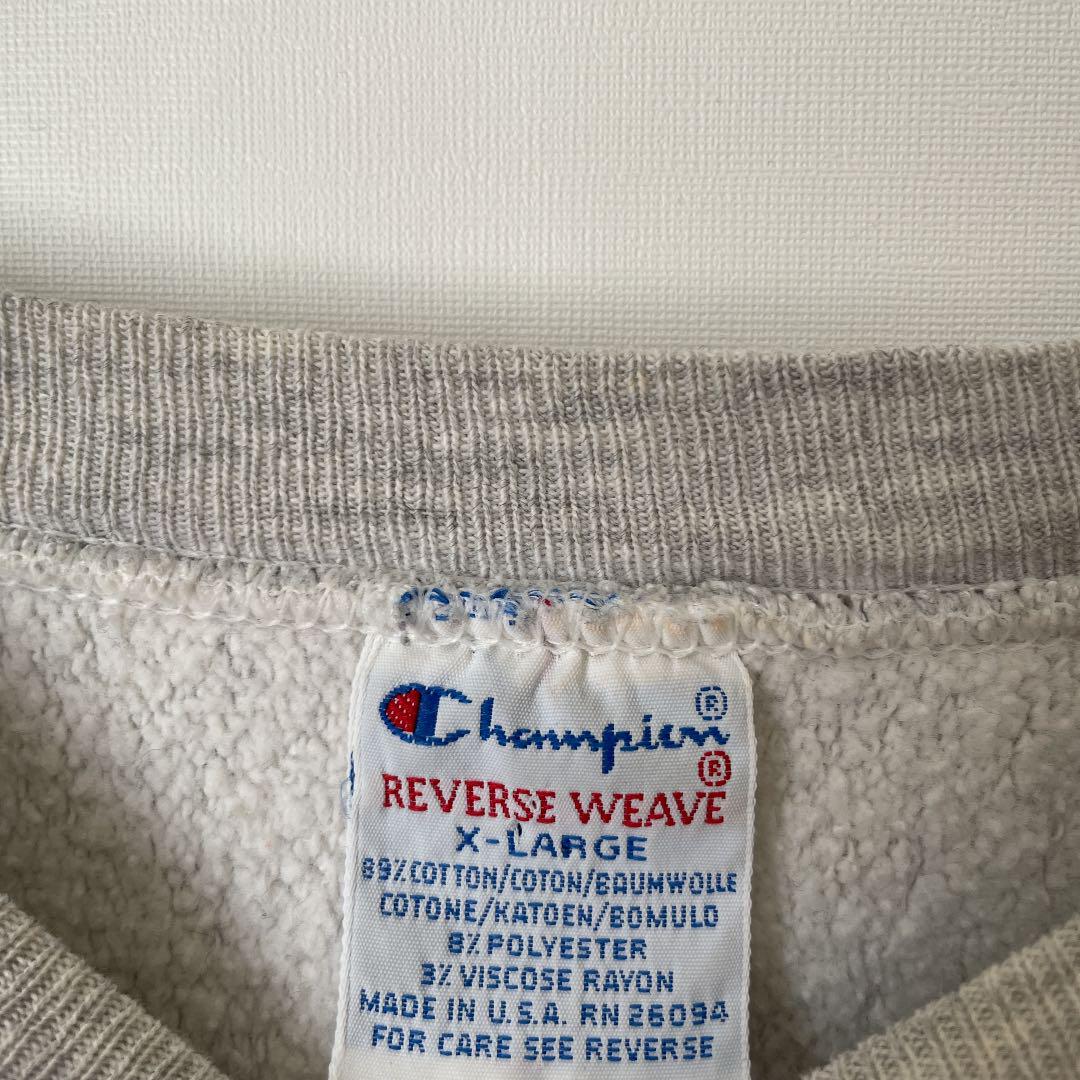 Champion®
REVERSE WEAVE®
X-LARGE
89%COTTON/COTON/BAUMWOLLE
COTONE/KATOEN/BOMULD
8% POLYESTER
3% VISCOSE RAYON
MADE IN U.S.A. RN 26094
FOR CARE SEE REVERSE